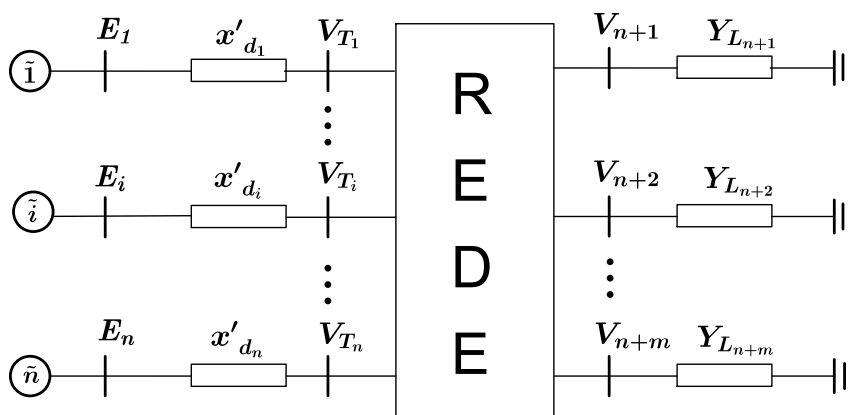 E₁ x'd₁ VT₁ Vn+1 YLn+1
1̃
R
Ei x'di VTi Vn+2 YLn+2
ĩ
E
D
En x'dn VTn Vn+m YLn+m
ñ
E